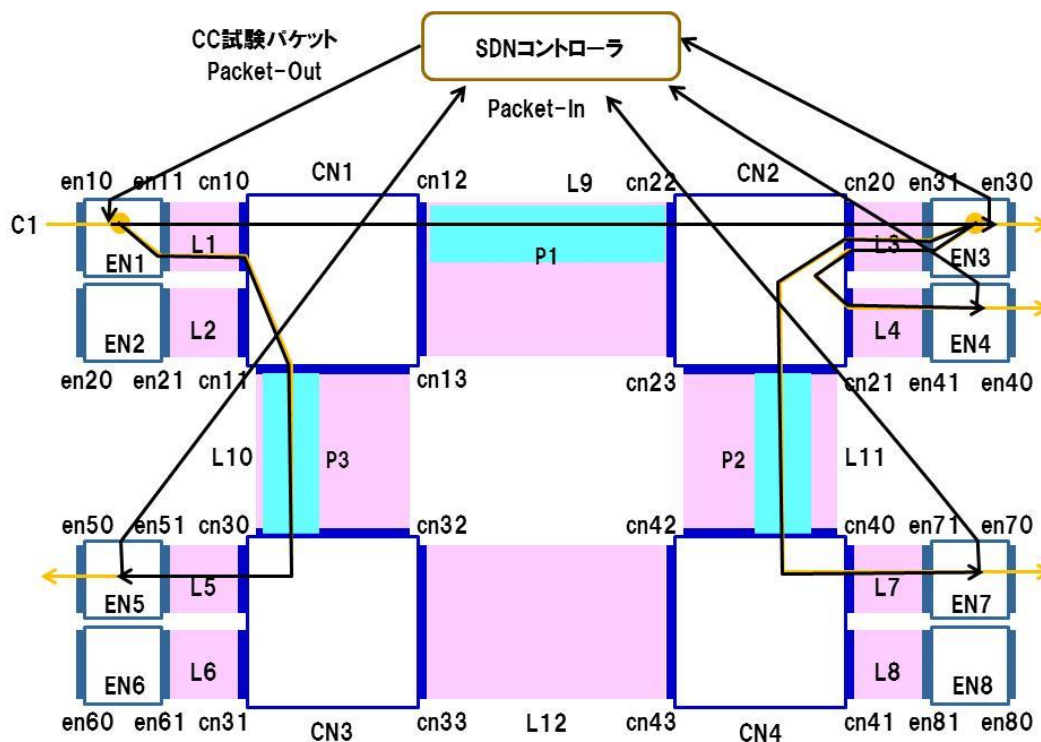 CC試験パケット
Packet-Out
SDNコントローラ
Packet-In
en10 en11 cn10 CN1 cn12 L9 cn22 CN2 cn20 en31 en30
C1 L1 P1 L3
EN1 EN3
L2 L4
EN2 EN4
en20 en21 cn11 cn13 cn23 cn21 en41 en40
L10 P3 P2 L11
en50 en51 cn30 cn32 cn42 cn40 en71 en70
L5 L7
EN5 EN7
L6 L8
EN6 EN8
en60 en61 cn31 CN3 cn33 L12 cn43 CN4 cn41 en81 en80